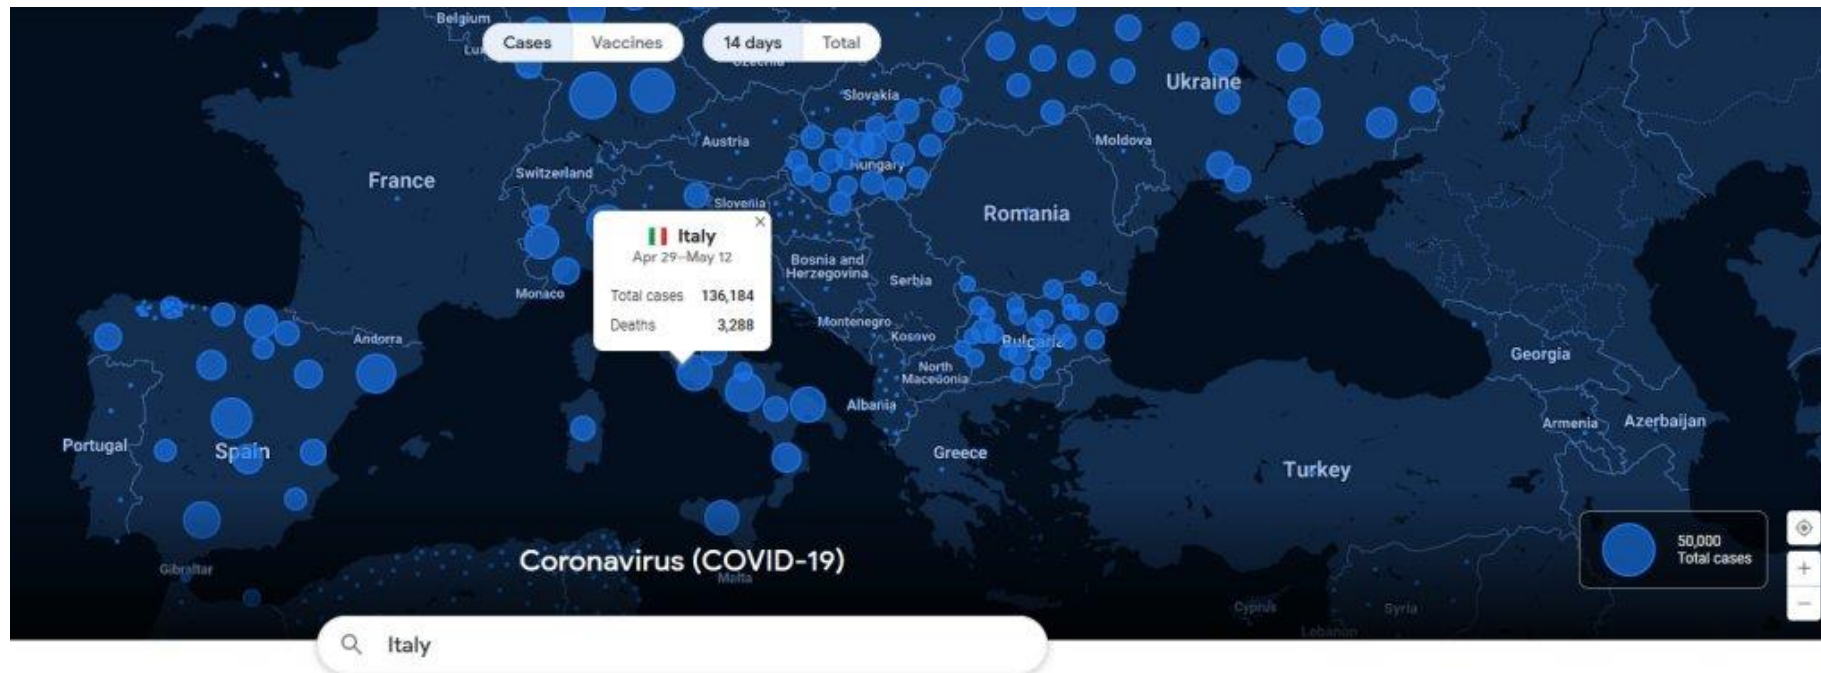 Belgium
Cases Vaccines 14 days Total
Czechia
Ukraine
Slovakia
Austria
Moldova
Hungary
France
Switzerland
Slovenia
Romania
Italy
Apr 29–May 12
Total cases 136,184
Deaths 3,288
Bosnia and
Herzegovina
Serbia
Monaco
Montenegro
Kosovo
Andorra
Bulgaria
Georgia
North
Macedonia
Albania
Armenia
Azerbaijan
Portugal
Spain
Greece
Turkey
50,000
Total cases
Coronavirus (COVID-19)
Gibraltar
Malta
Cyprus
Syria
Lebanon
Italy